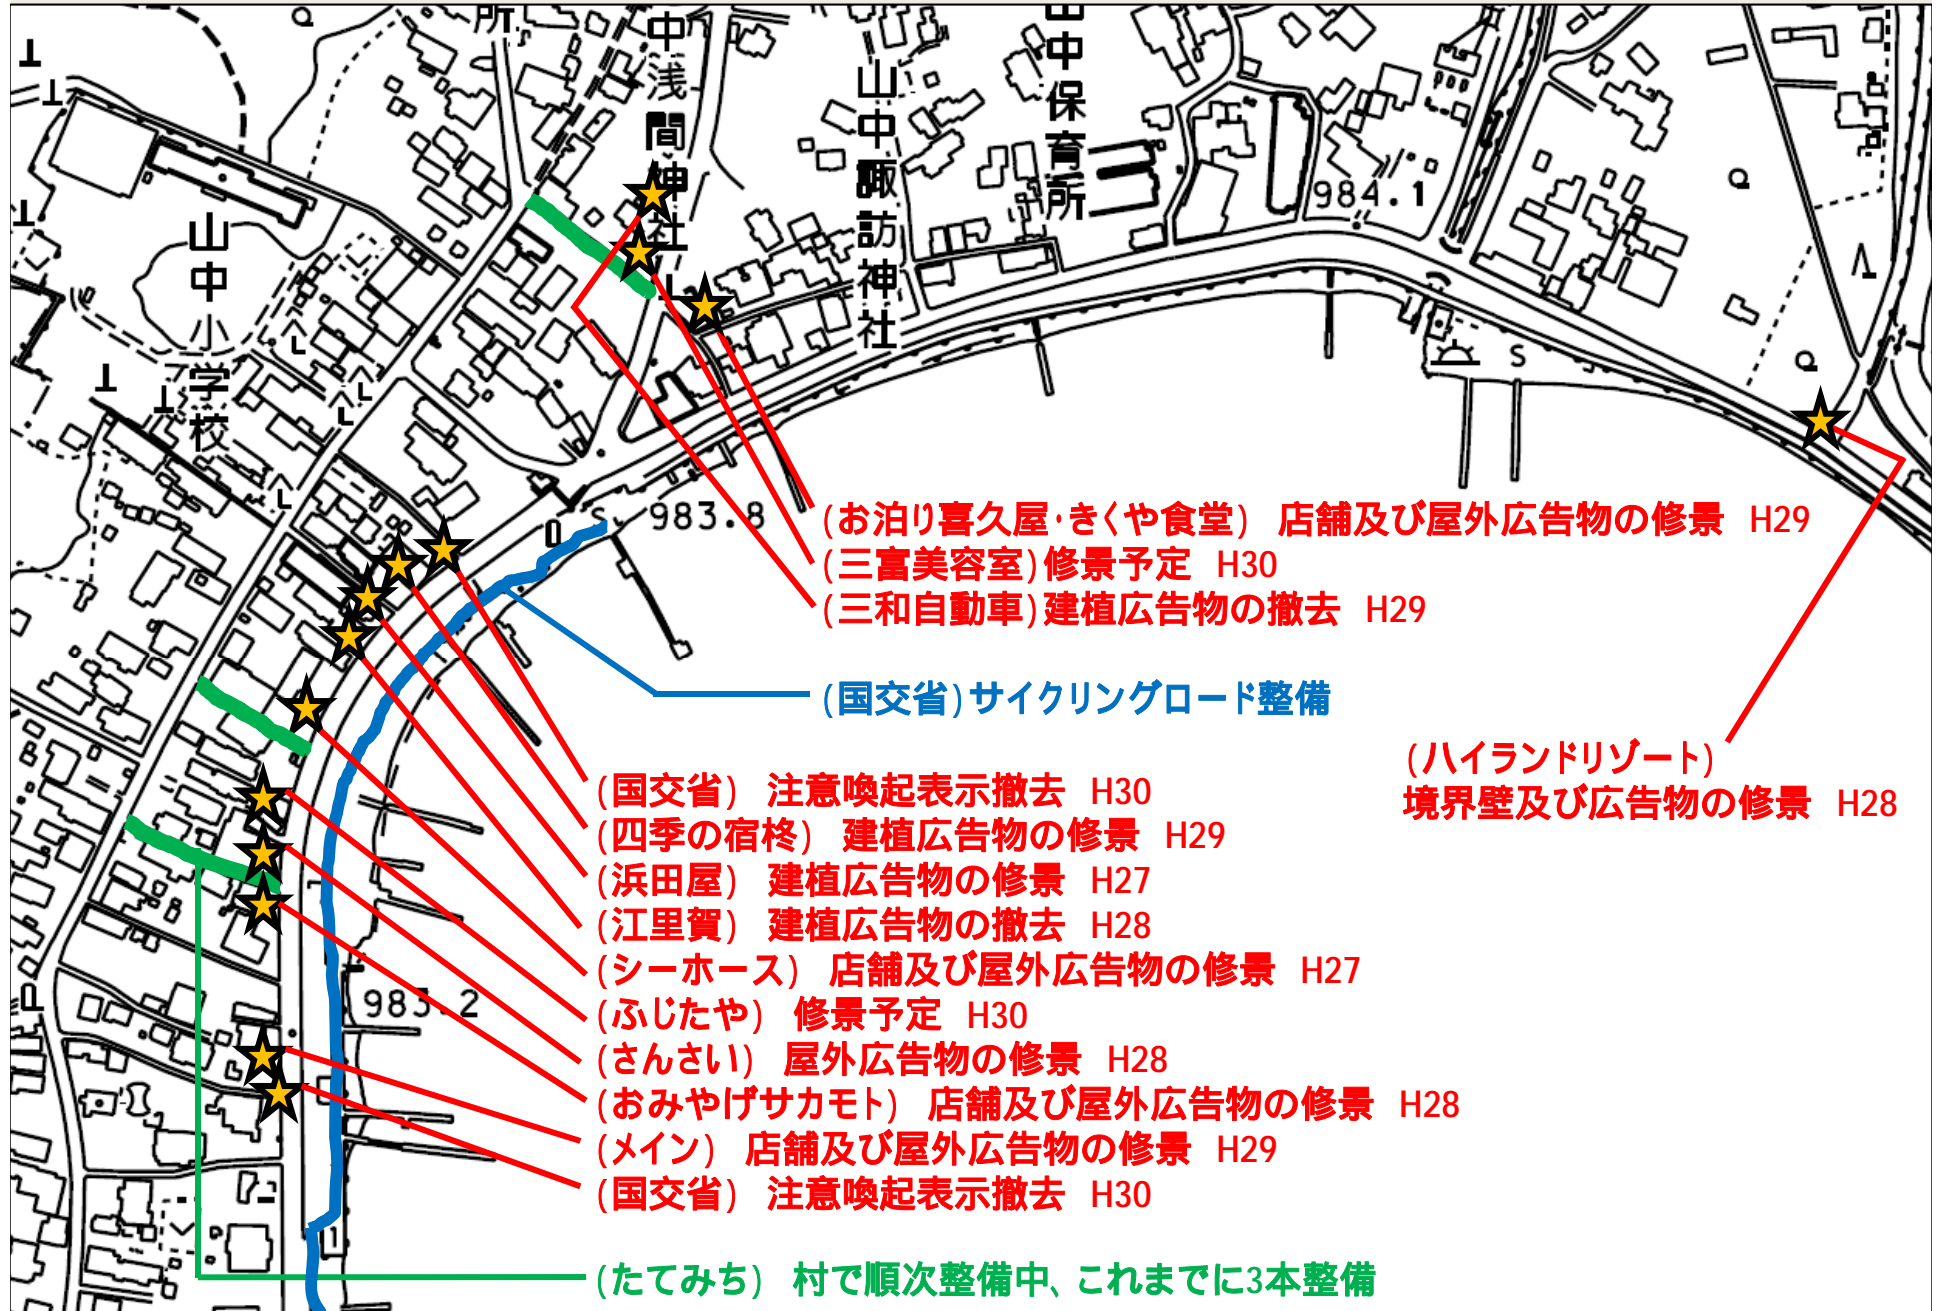 所
中浅間神社
山中諏訪神社
山中保育所
984.1
山中小学校
983.8
(お泊り喜久屋・きくや食堂) 店舗及び屋外広告物の修景 H29
(三富美容室)修景予定 H30
(三和自動車)建植広告物の撤去 H29
(国交省)サイクリングロード整備
(ハイランドリゾート)
境界壁及び広告物の修景 H28
(国交省) 注意喚起表示撤去 H30
(四季の宿柊) 建植広告物の修景 H29
(浜田屋) 建植広告物の修景 H27
(江里賀) 建植広告物の撤去 H28
(シーホース) 店舗及び屋外広告物の修景 H27
(ふじたや) 修景予定 H30
(さんさい) 屋外広告物の修景 H28
(おみやげサカモト) 店舗及び屋外広告物の修景 H28
(メイン) 店舗及び屋外広告物の修景 H29
(国交省) 注意喚起表示撤去 H30
983.2
P
(たてみち) 村で順次整備中、これまでに3本整備